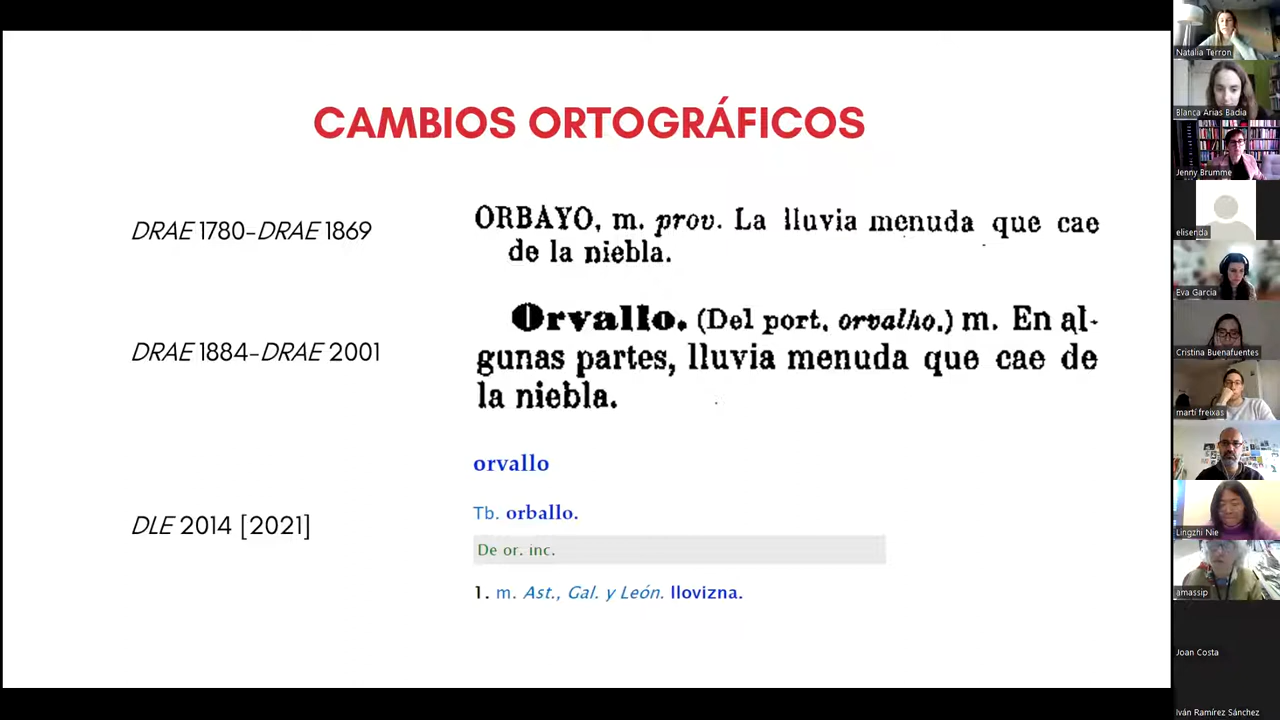 CAMBIOS ORTOGRÁFICOS
DRAE 1780-DRAE 1869
ORBAYO, m. prov. La lluvia menuda que cae
de la niebla.
DRAE 1884-DRAE 2001
Orvallo. (Del port. orvalho.) m. En al-
gunas partes, lluvia menuda que cae de
la niebla.
DLE 2014 [2021]
orvallo
Tb. orballo.
De or. inc.
1. m. Ast., Gal. y León. llovizna.
Natalia Terron
Blanca Arias Badia
Jenny Brumme
elisenda
Eva Garcia
Cristina Buenafuentes
martí freixas
Lingzhi Nie
amassip
Joan Costa
Iván Ramírez Sánchez